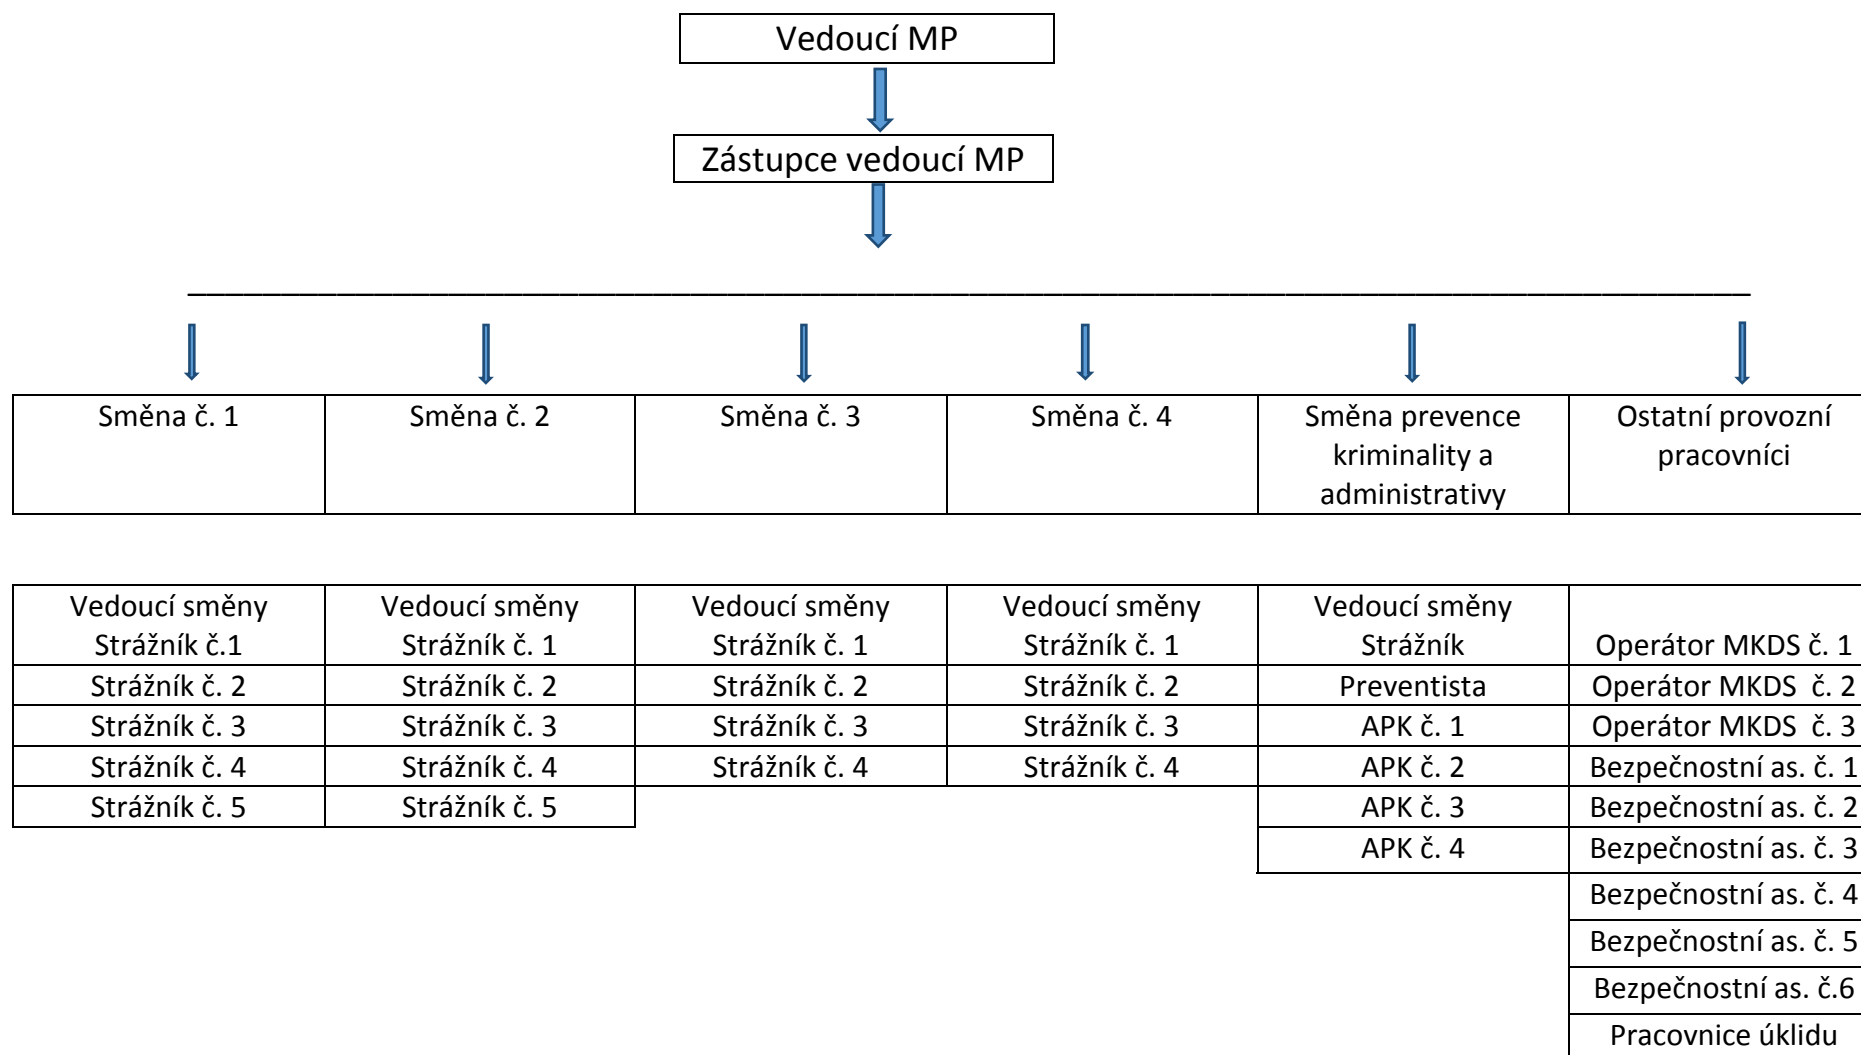 Vedoucí MP
Zástupce vedoucí MP
Směna č. 1
Směna č. 2
Směna č. 3
Směna č. 4
Směna prevence
kriminality a
administrativy
Ostatní provozní
pracovníci
Vedoucí směny
Strážník č.1
Vedoucí směny
Strážník č. 1
Vedoucí směny
Strážník č. 1
Vedoucí směny
Strážník č. 1
Vedoucí směny
Strážník
Operátor MKDS č. 1
Strážník č. 2
Strážník č. 2
Strážník č. 2
Strážník č. 2
Preventista
Operátor MKDS  č. 2
Strážník č. 3
Strážník č. 3
Strážník č. 3
Strážník č. 3
APK č. 1
Operátor MKDS  č. 3
Strážník č. 4
Strážník č. 4
Strážník č. 4
Strážník č. 4
APK č. 2
Bezpečnostní as. č. 1
Strážník č. 5
Strážník č. 5
APK č. 3
Bezpečnostní as. č. 2
APK č. 4
Bezpečnostní as. č. 3
Bezpečnostní as. č. 4
Bezpečnostní as. č. 5
Bezpečnostní as. č.6
Pracovnice úklidu